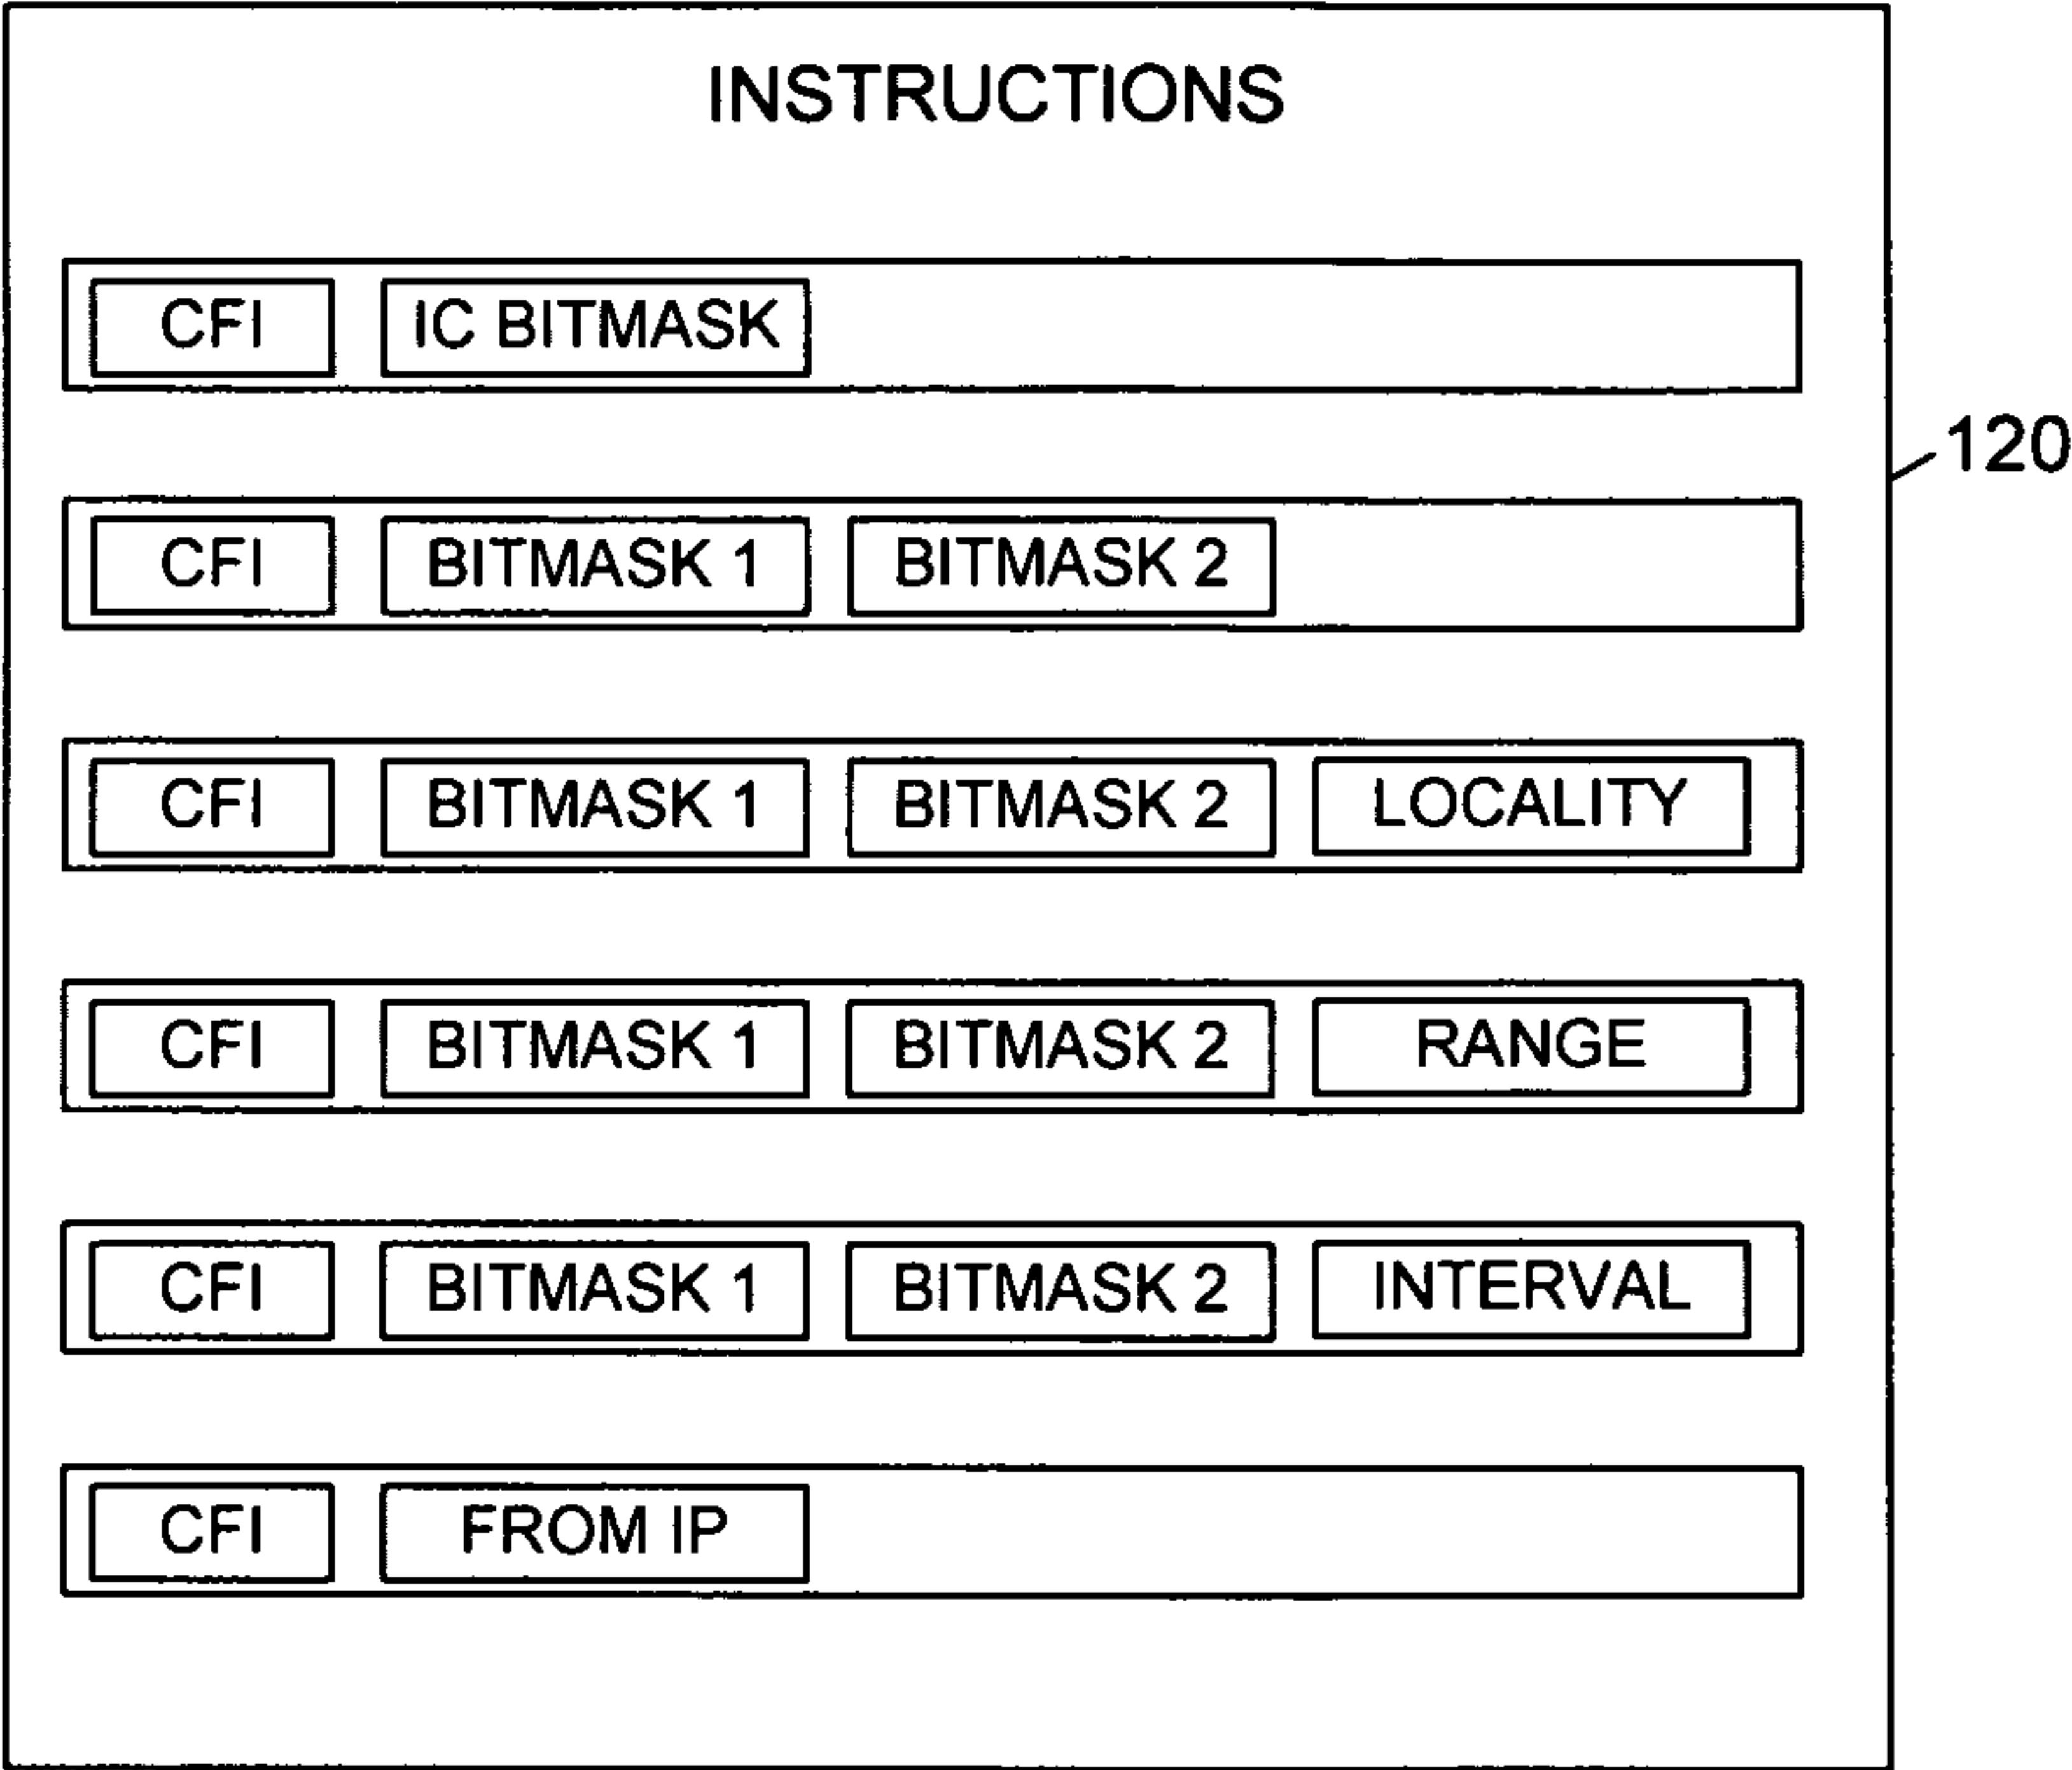 INSTRUCTIONS
CFI IC BITMASK
120
CFI BITMASK 1 BITMASK 2
CFI BITMASK 1 BITMASK 2 LOCALITY
CFI BITMASK 1 BITMASK 2 RANGE
CFI BITMASK 1 BITMASK 2 INTERVAL
CFI FROM IP